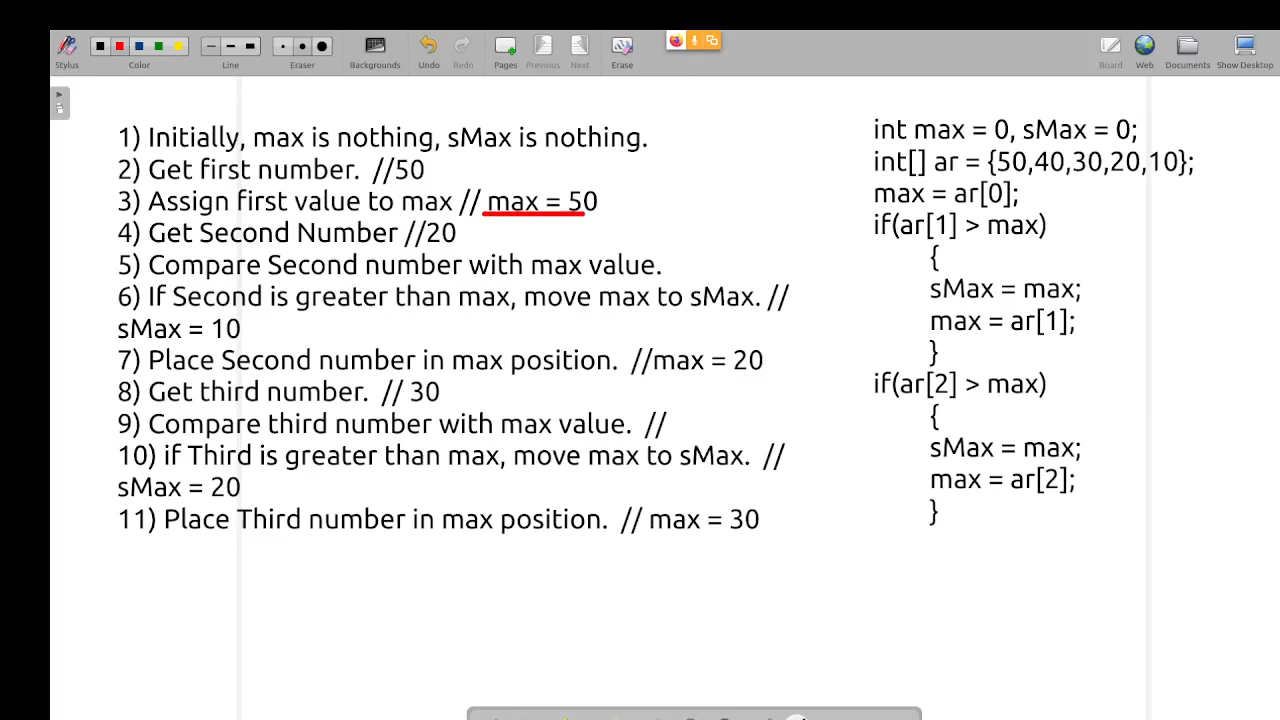 Stylus
Color
Line
Eraser
Backgrounds
Undo
Redo
Pages
Previous
Next
Erase
Board
Web
Documents
Show Desktop
1) Initially, max is nothing, sMax is nothing.
2) Get first number.  //50
3) Assign first value to max // max = 50
4) Get Second Number //20
5) Compare Second number with max value.
6) If Second is greater than max, move max to sMax. //
sMax = 10
7) Place Second number in max position.  //max = 20
8) Get third number.  // 30
9) Compare third number with max value.  //
10) if Third is greater than max, move max to sMax.  //
sMax = 20
11) Place Third number in max position.  // max = 30
int max = 0, sMax = 0;
int[] ar = {50,40,30,20,10};
max = ar[0];
if(ar[1] > max)
{
sMax = max;
max = ar[1];
}
if(ar[2] > max)
{
sMax = max;
max = ar[2];
}